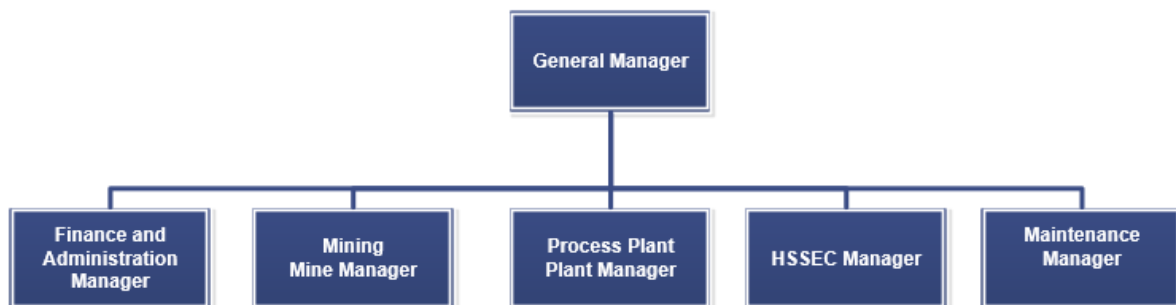 General Manager
Finance and
Administration
Manager
Mining
Mine Manager
Process Plant
Plant Manager
HSSEC Manager
Maintenance
Manager